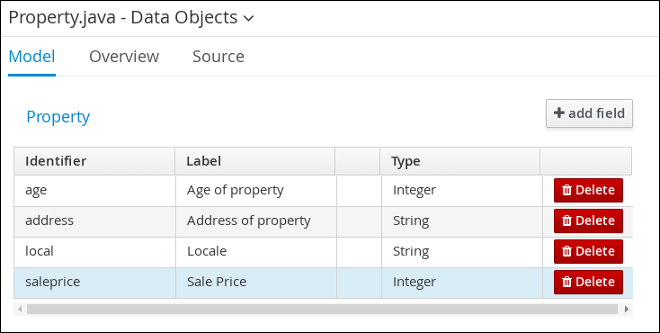 Property.java - Data Objects
Model Overview Source
Property
+ add field
Identifier Label Type
age Age of property Integer Delete
address Address of property String Delete
local Locale String Delete
saleprice Sale Price Integer Delete